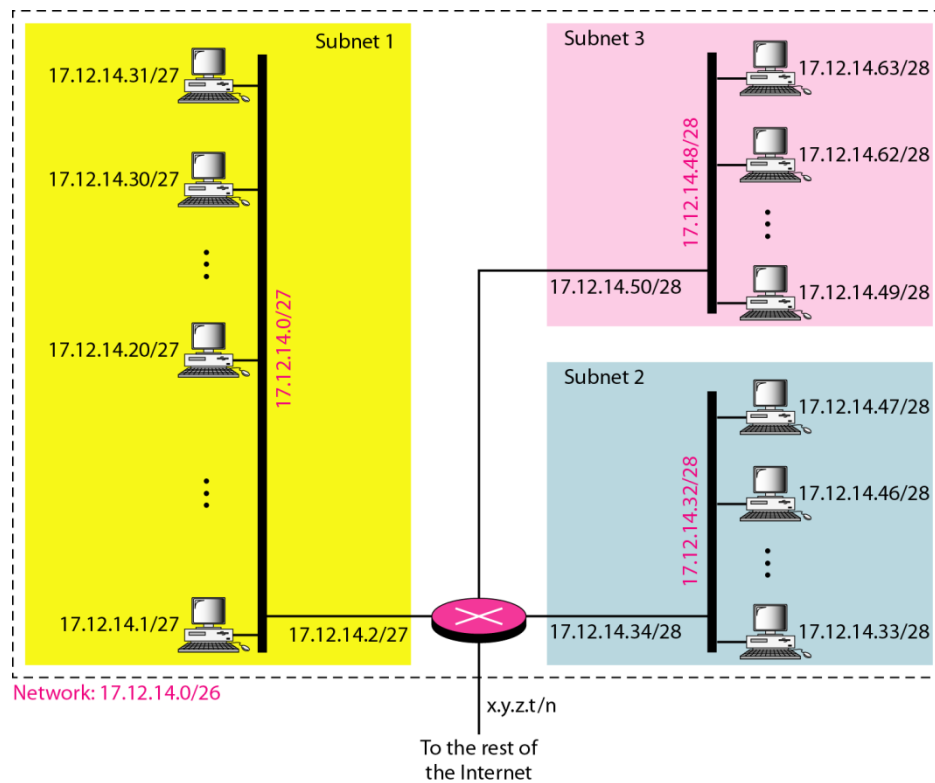 Subnet 1
17.12.14.31/27
17.12.14.30/27
17.12.14.20/27
17.12.14.0/27
17.12.14.1/27
17.12.14.2/27
Subnet 3
17.12.14.63/28
17.12.14.62/28
17.12.14.48/28
17.12.14.50/28
17.12.14.49/28
Subnet 2
17.12.14.47/28
17.12.14.46/28
17.12.14.32/28
17.12.14.34/28
17.12.14.33/28
Network: 17.12.14.0/26
x.y.z.t/n
To the rest of
the Internet